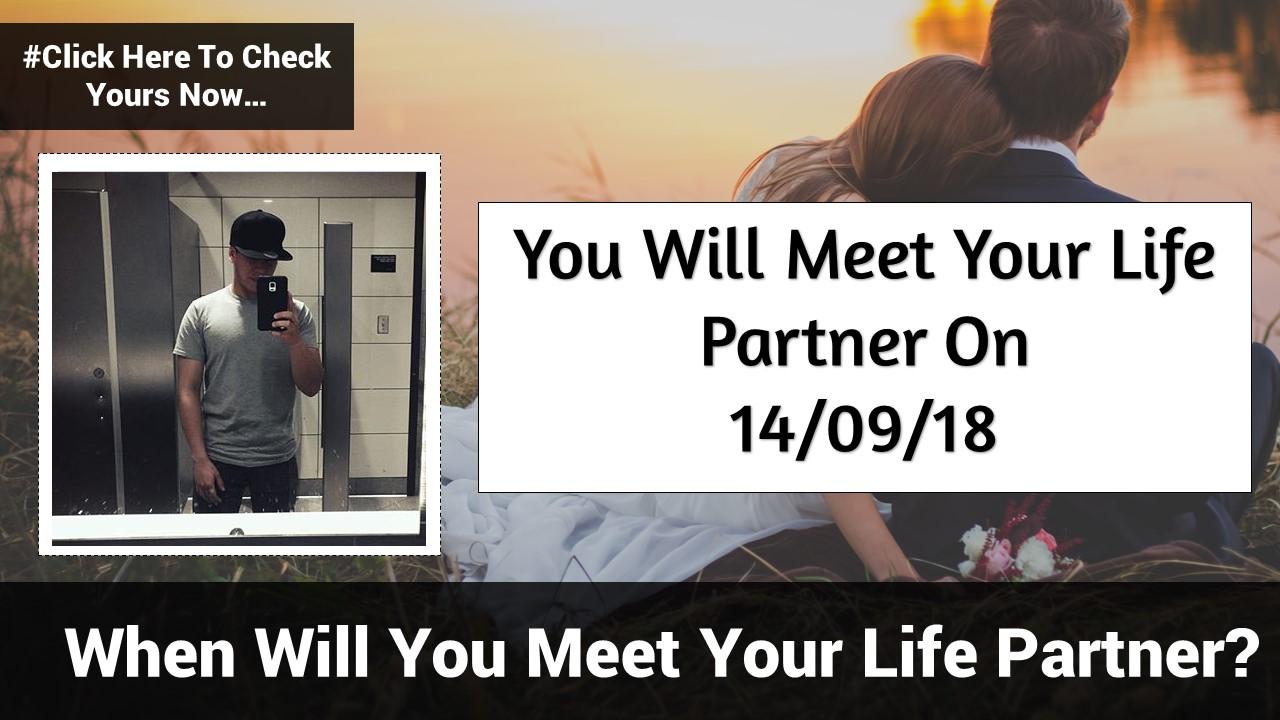 #Click Here To Check
Yours Now...
You Will Meet Your Life
Partner On
14/09/18
When Will You Meet Your Life Partner?